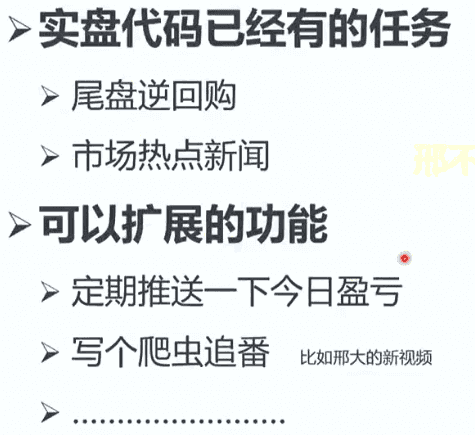 ➢ 实盘代码已经有的任务
➢ 尾盘逆回购
➢ 市场热点新闻
邢不
➢ 可以扩展的功能
➢ 定期推送一下今日盈亏
➢ 写个爬虫追番 比如邢大的新视频
➢ ........................